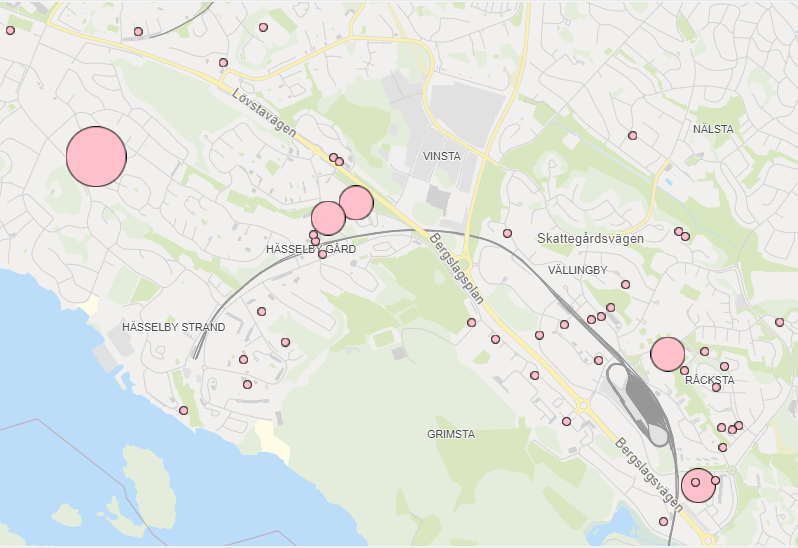 Lövstavägen
NÄLSTA
VINSTA
Skattegårdsvägen
HÄSSELBY GÅRD
Bergslagsplan
VÄLLINGBY
HÄSSELBY STRAND
RÅCKSTA
GRIMSTA
Bergslagsvägen